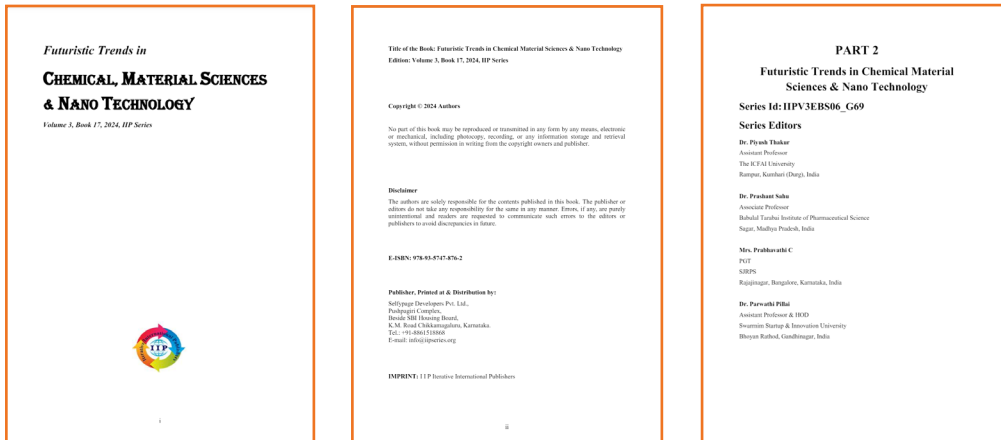 Futuristic Trends in
CHEMICAL, MATERIAL SCIENCES
& NANO TECHNOLOGY
Volume 3, Book 17, 2024, IIP Series
IIP
i
Title of the Book: Futuristic Trends in Chemical Material Sciences & Nano Technology
Edition: Volume 3, Book 17, 2024, IIP Series
Copyright © 2024 Authors
No part of this book may be reproduced or transmitted in any form by any means, electronic
or mechanical, including photocopy, recording, or any information storage and retrieval
system, without permission in writing from the copyright owners and publisher.
Disclaimer
The authors are solely responsible for the contents published in this book. The publisher or
editors do not take any responsibility for the same in any manner. Errors, if any, are purely
unintentional and readers are requested to communicate such errors to the editors or
publishers to avoid discrepancies in future.
E-ISBN: 978-93-5747-876-2
Publisher, Printed at & Distribution by:
Selfypage Developers Pvt. Ltd.,
Pushpagiri Complex,
Beside SBI Housing Board,
K.M. Road Chikkamagaluru, Karnataka.
Tel.: +91-8861518868
E-mail: info@iipseries.org
IMPRINT: I I P Iterative International Publishers
ii
PART 2
Futuristic Trends in Chemical Material
Sciences & Nano Technology
Series Id: IIPV3EBS06_G69
Series Editors
Dr. Piyush Thakur
Assistant Professor
The ICFAI University
Raipur, Kumhari (Durg), India
Dr. Prashant Sahu
Associate Professor
Babulal Tarabai Institute of Pharmaceutical Science
Sagar, Madhya Pradesh, India
Mrs. Prabhavathi C
PGT
SJRPS
Rajajinagar, Bangalore, Karnataka, India
Dr. Parwathi Pillai
Assistant Professor & HOD
Swarnim Startup & Innovation University
Bhoyan Rathod, Gandhinagar, India